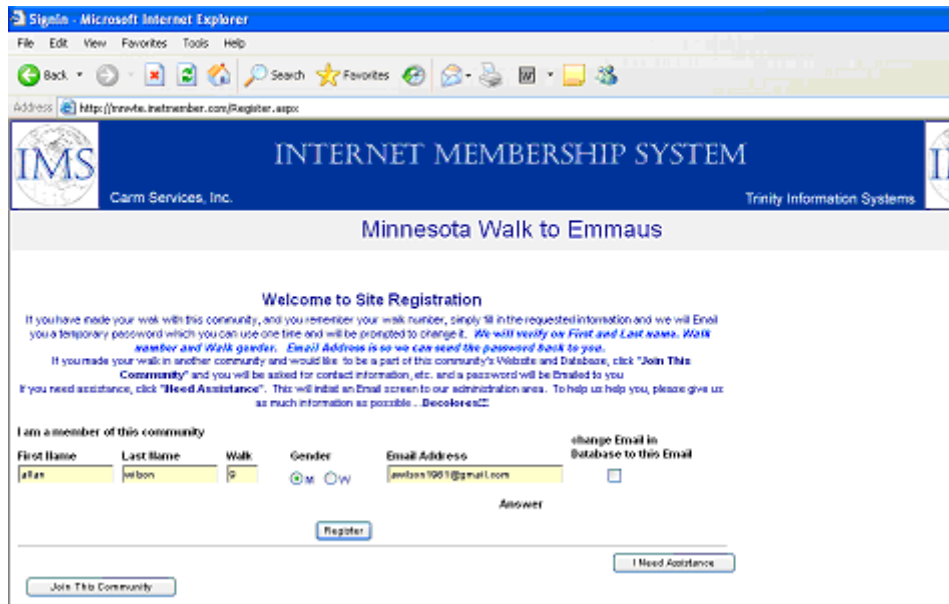 Signin - Microsoft Internet Explorer
File Edit View Favorites Tools Help
Back Search Favorites
Address http://mnwte.inetmember.com/Register.aspx
IMS INTERNET MEMBERSHIP SYSTEM
Carm Services, Inc. Trinity Information Systems
Minnesota Walk to Emmaus
Welcome to Site Registration
If you have made your walk with this community, and you remember your walk number, simply fill in the requested information and we will Email
you a temporary password which you can use one time and will be prompted to change it. We will verify on First and Last name. Walk
number and Walk gender. Email Address is so we can send the password back to you.
If you made your walk in another community and would like to be a part of this community's Website and Database, click "Join This
Community" and you will be asked for contact information, etc. and a password will be Emailed to you
If you need assistance, click "Need Assistance". This will initiat an Email screen to our administration area. To help us help you, please give us
as much information as possible...Decolores!!!
I am a member of this community
change Email in
First Name Last Name Walk Gender Email Address Database to this Email
allan wilson 9 M W awilson1961@gmail.com
Answer
Register
I Need Assistance
Join This Community